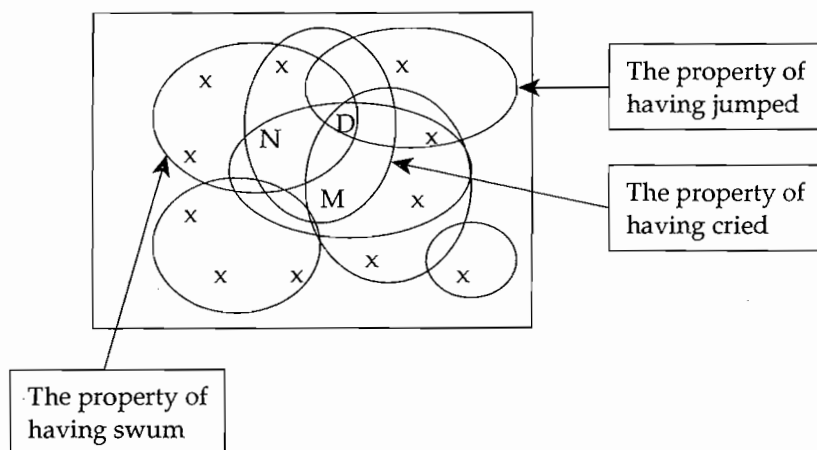 x x x
The property of
having jumped
N D x
x
M x
The property of
having cried
x
x x x x
The property of
having swum